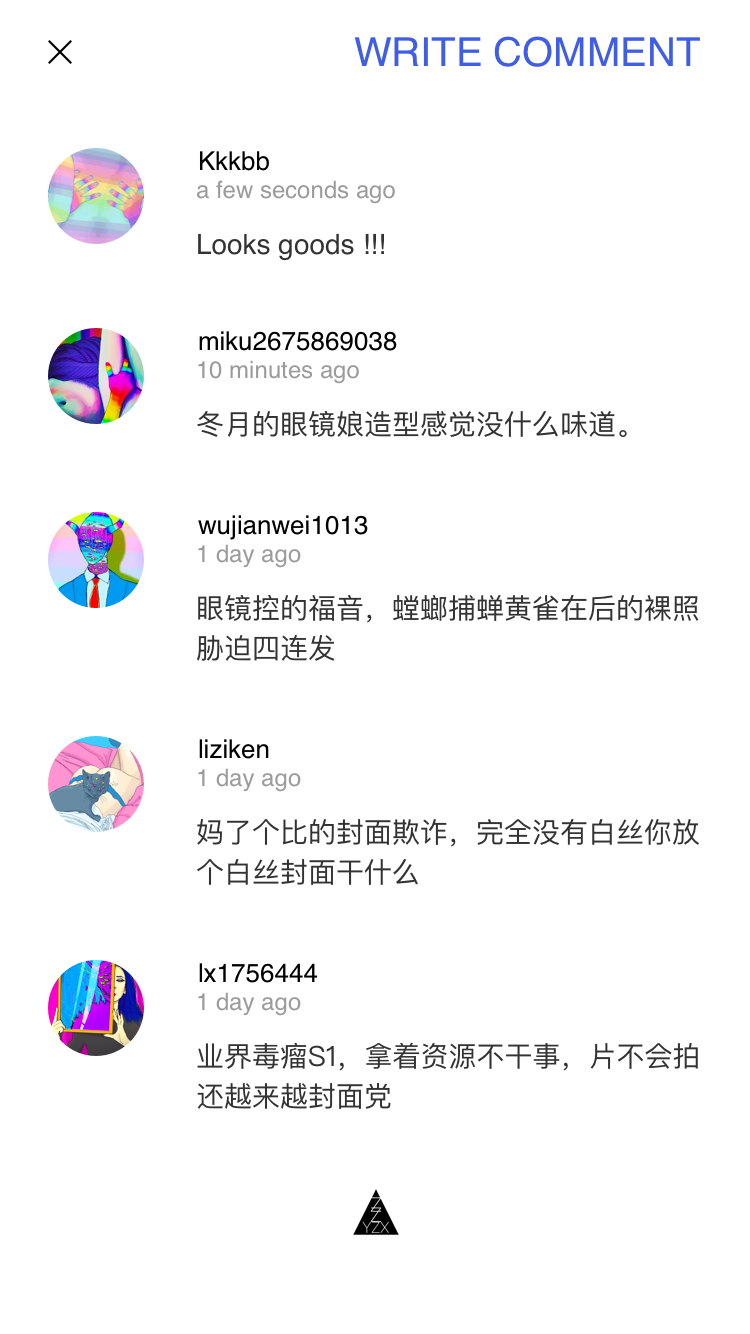 WRITE COMMENT
Kkkbb
a few seconds ago
Looks goods !!!
miku2675869038
10 minutes ago
冬月的眼镜娘造型感觉没什么味道。
wujianwei1013
1 day ago
眼镜控的福音，螳螂捕蝉黄雀在后的裸照
胁迫四连发
liziken
1 day ago
妈了个比的封面欺诈，完全没有白丝你放
个白丝封面干什么
lx1756444
1 day ago
业界毒瘤S1，拿着资源不干事，片不会拍
还越来越封面党
YZX